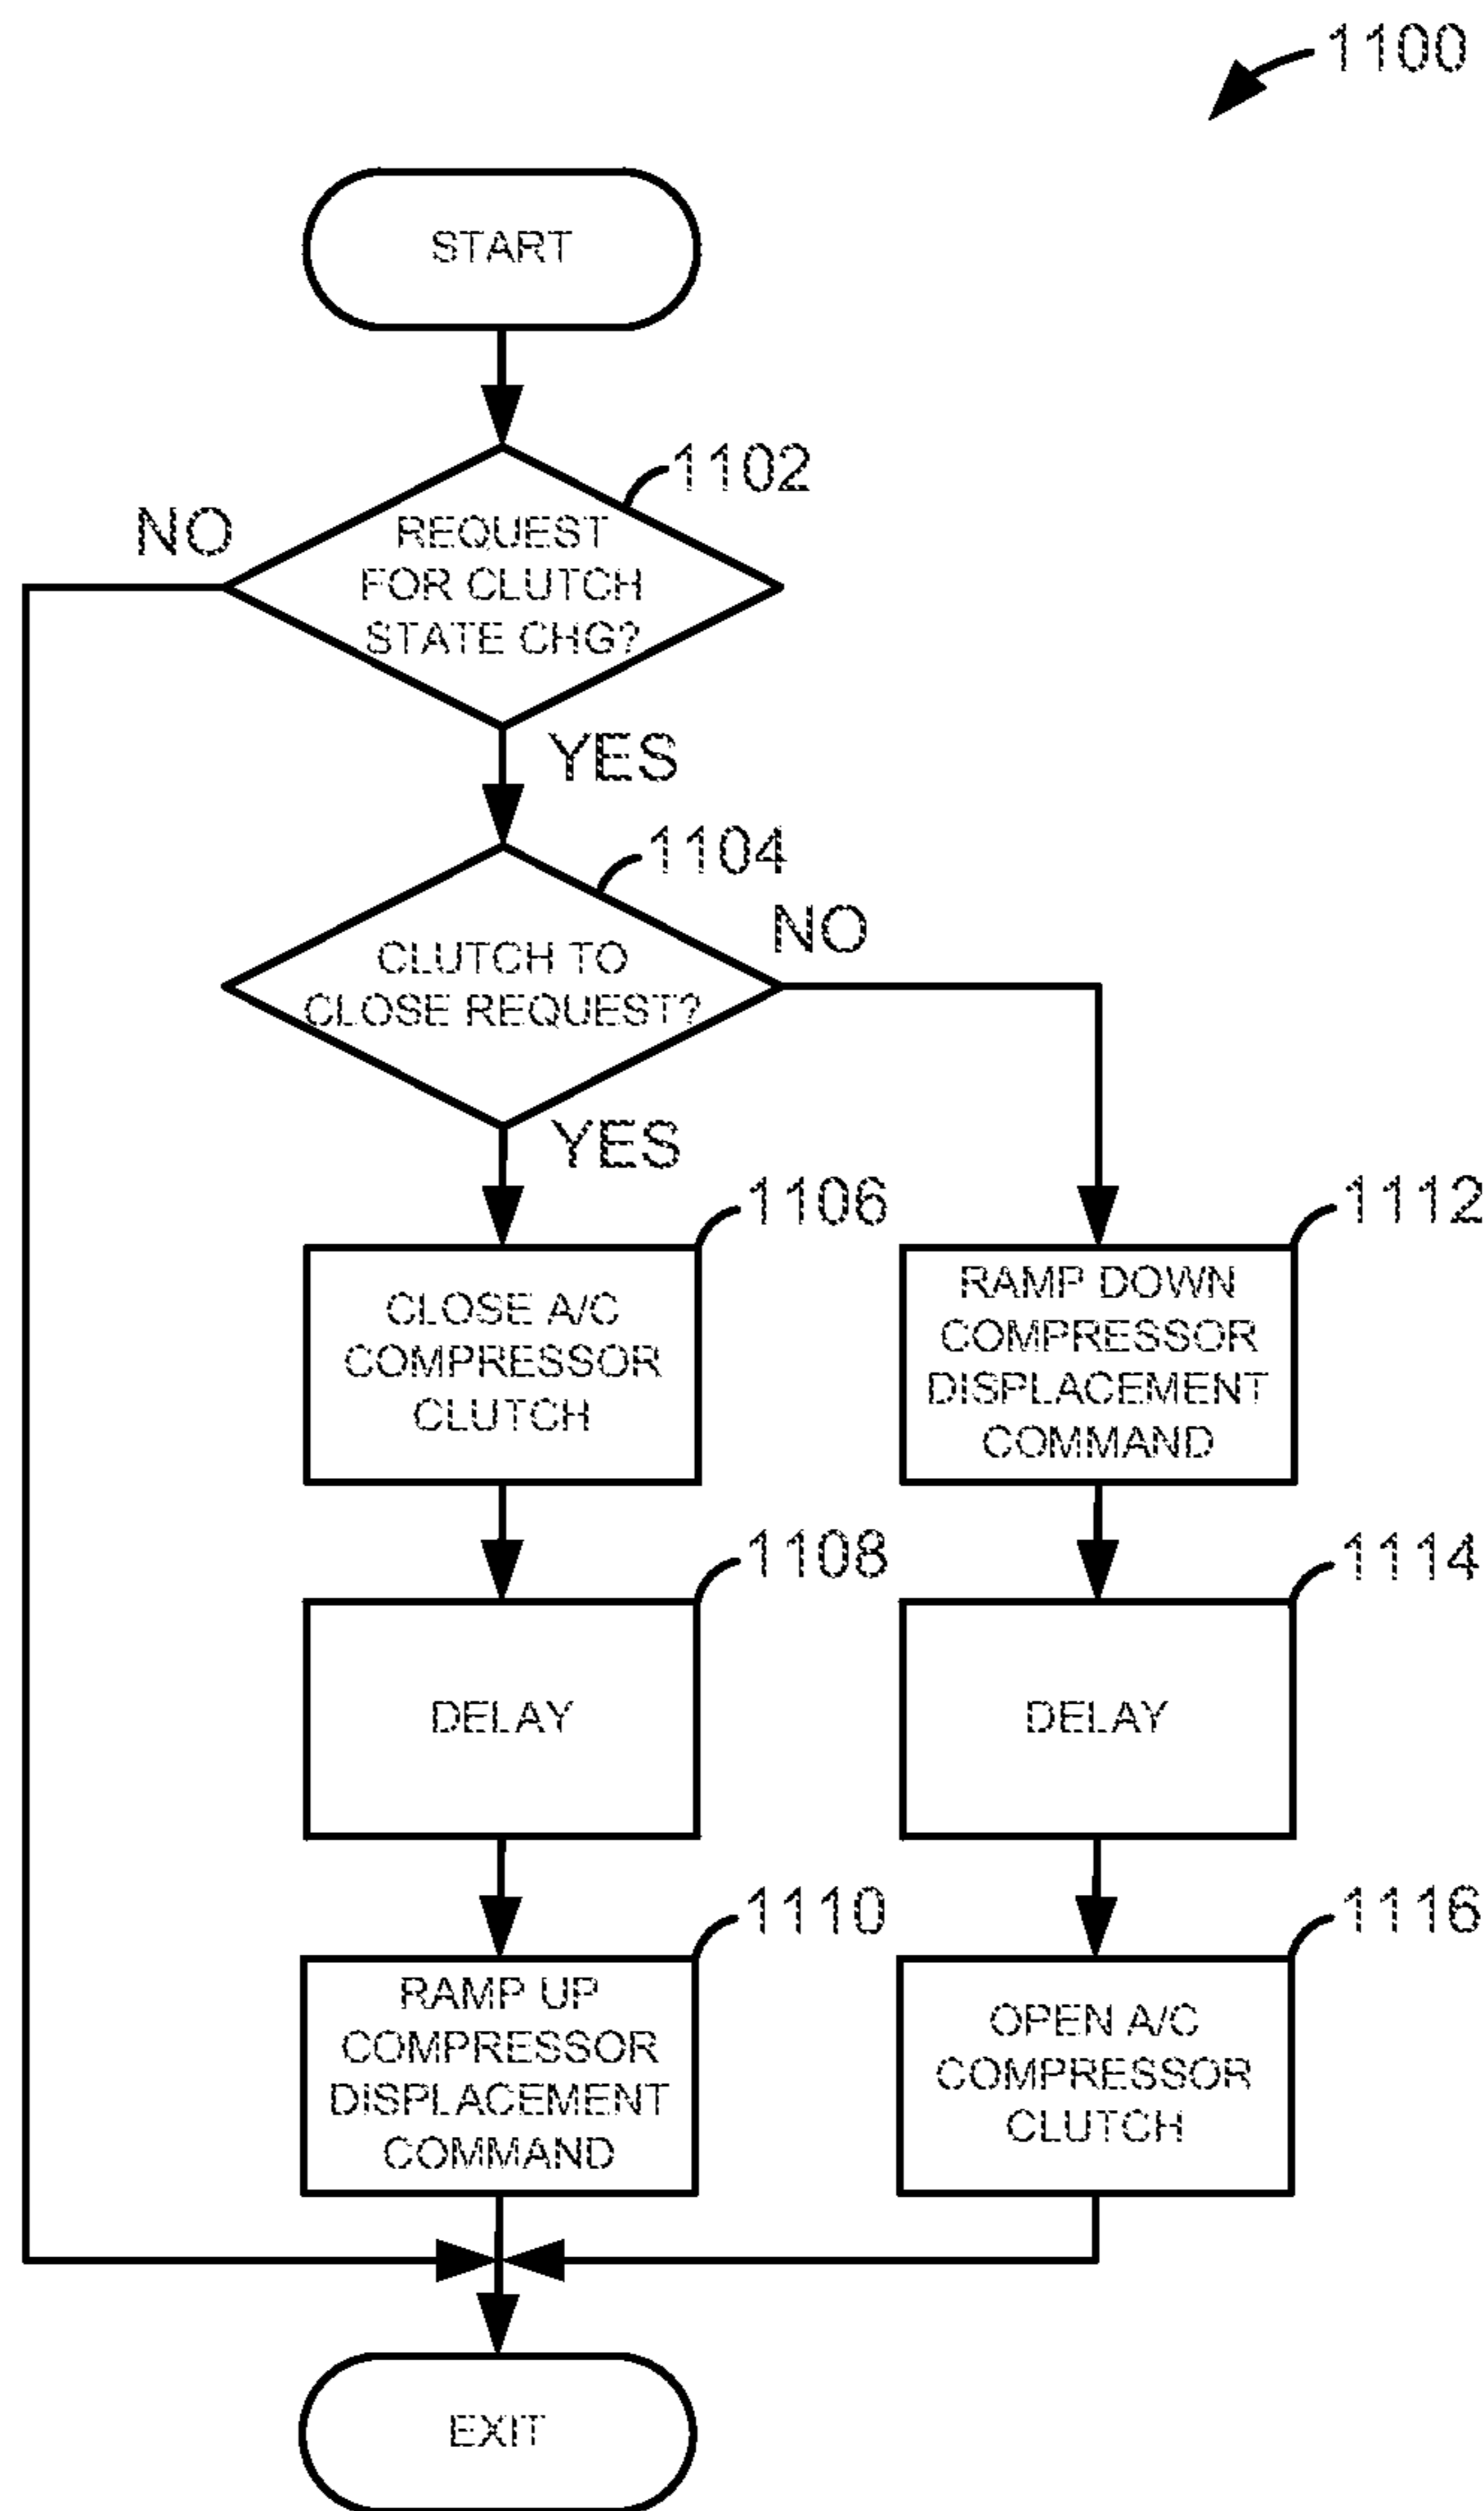 1100
START
1102
NO
REQUEST
FOR CLUTCH
STATE CHG?
YES
1104
NO
CLUTCH TO
CLOSE REQUEST?
YES
1106
CLOSE A/C
COMPRESSOR
CLUTCH
1112
RAMP DOWN
COMPRESSOR
DISPLACEMENT
COMMAND
1108
DELAY
1114
DELAY
1110
RAMP UP
COMPRESSOR
DISPLACEMENT
COMMAND
1116
OPEN A/C
COMPRESSOR
CLUTCH
EXIT